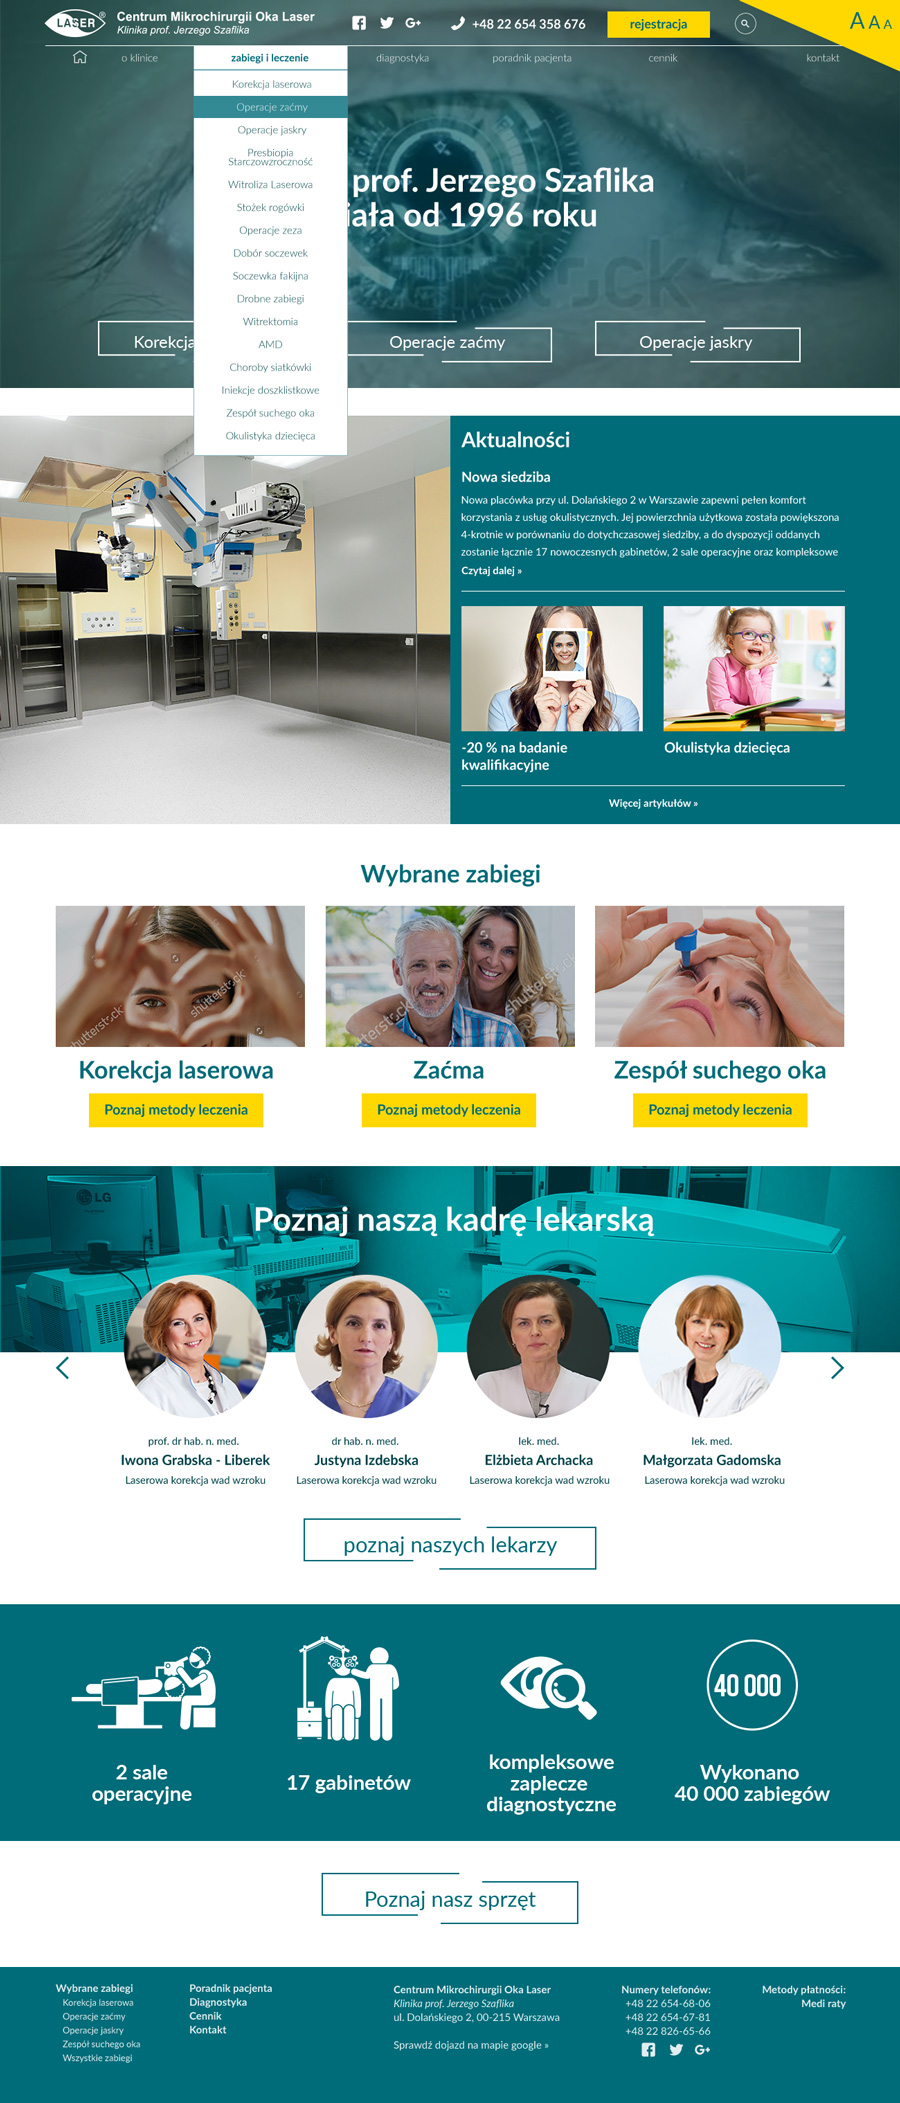 LASER®
Centrum Mikrochirurgii Oka Laser
Klinika prof. Jerzego Szaflika
+48 22 654 358 676
rejestracja
A A A
o klinice
zabiegi i leczenie
diagnostyka
poradnik pacjenta
cennik
kontakt
Korekcja laserowa
Operacje zaćmy
Operacje jaskry
Presbiopia
Starczowzroczność
Witroliza Laserowa
Stożek rogówki
Operacje zeza
Dobór soczewek
Soczewka fakijna
Drobne zabiegi
Witrektomia
AMD
Choroby siatkówki
Iniekcje doszklistkowe
Zespół suchego oka
Okulistyka dziecięca
prof. Jerzego Szaflika
iała od 1996 roku
Korekcja
Operacje zaćmy
Operacje jaskry
Aktualności
Nowa siedziba
Nowa placówka przy ul. Dolańskiego 2 w Warszawie zapewni pełen komfort
korzystania z usług okulistycznych. Jej powierzchnia użytkowa została powiększona
4-krotnie w porównaniu do dotychczasowej siedziby, a do dyspozycji oddanych
zostanie łącznie 17 nowoczesnych gabinetów, 2 sale operacyjne oraz kompleksowe
Czytaj dalej »
-20 % na badanie
kwalifikacyjne
Okulistyka dziecięca
Więcej artykułów »
Wybrane zabiegi
shutterstock
shutterstock
shutterstock
shutterstock
Korekcja laserowa
Zaćma
Zespół suchego oka
Poznaj metody leczenia
Poznaj metody leczenia
Poznaj metody leczenia
LG
Poznaj naszą kadrę lekarską
prof. dr hab. n. med.
Iwona Grabska - Liberek
Laserowa korekcja wad wzroku
dr hab. n. med.
Justyna Izdebska
Laserowa korekcja wad wzroku
lek. med.
Elżbieta Archacka
Laserowa korekcja wad wzroku
lek. med.
Małgorzata Gadomska
Laserowa korekcja wad wzroku
poznaj naszych lekarzy
40 000
2 sale
operacyjne
17 gabinetów
kompleksowe
zaplecze
diagnostyczne
Wykonano
40 000 zabiegów
Poznaj nasz sprzęt
Wybrane zabiegi
Korekcja laserowa
Operacje zaćmy
Operacje jaskry
Zespół suchego oka
Wszystkie zabiegi
Poradnik pacjenta
Diagnostyka
Cennik
Kontakt
Centrum Mikrochirurgii Oka Laser
Klinika prof. Jerzego Szaflika
ul. Dolańskiego 2, 00-215 Warszawa
Sprawdź dojazd na mapie google »
Numery telefonów:
+48 22 654-68-06
+48 22 654-67-81
+48 22 826-65-66
Metody płatności:
Medi raty